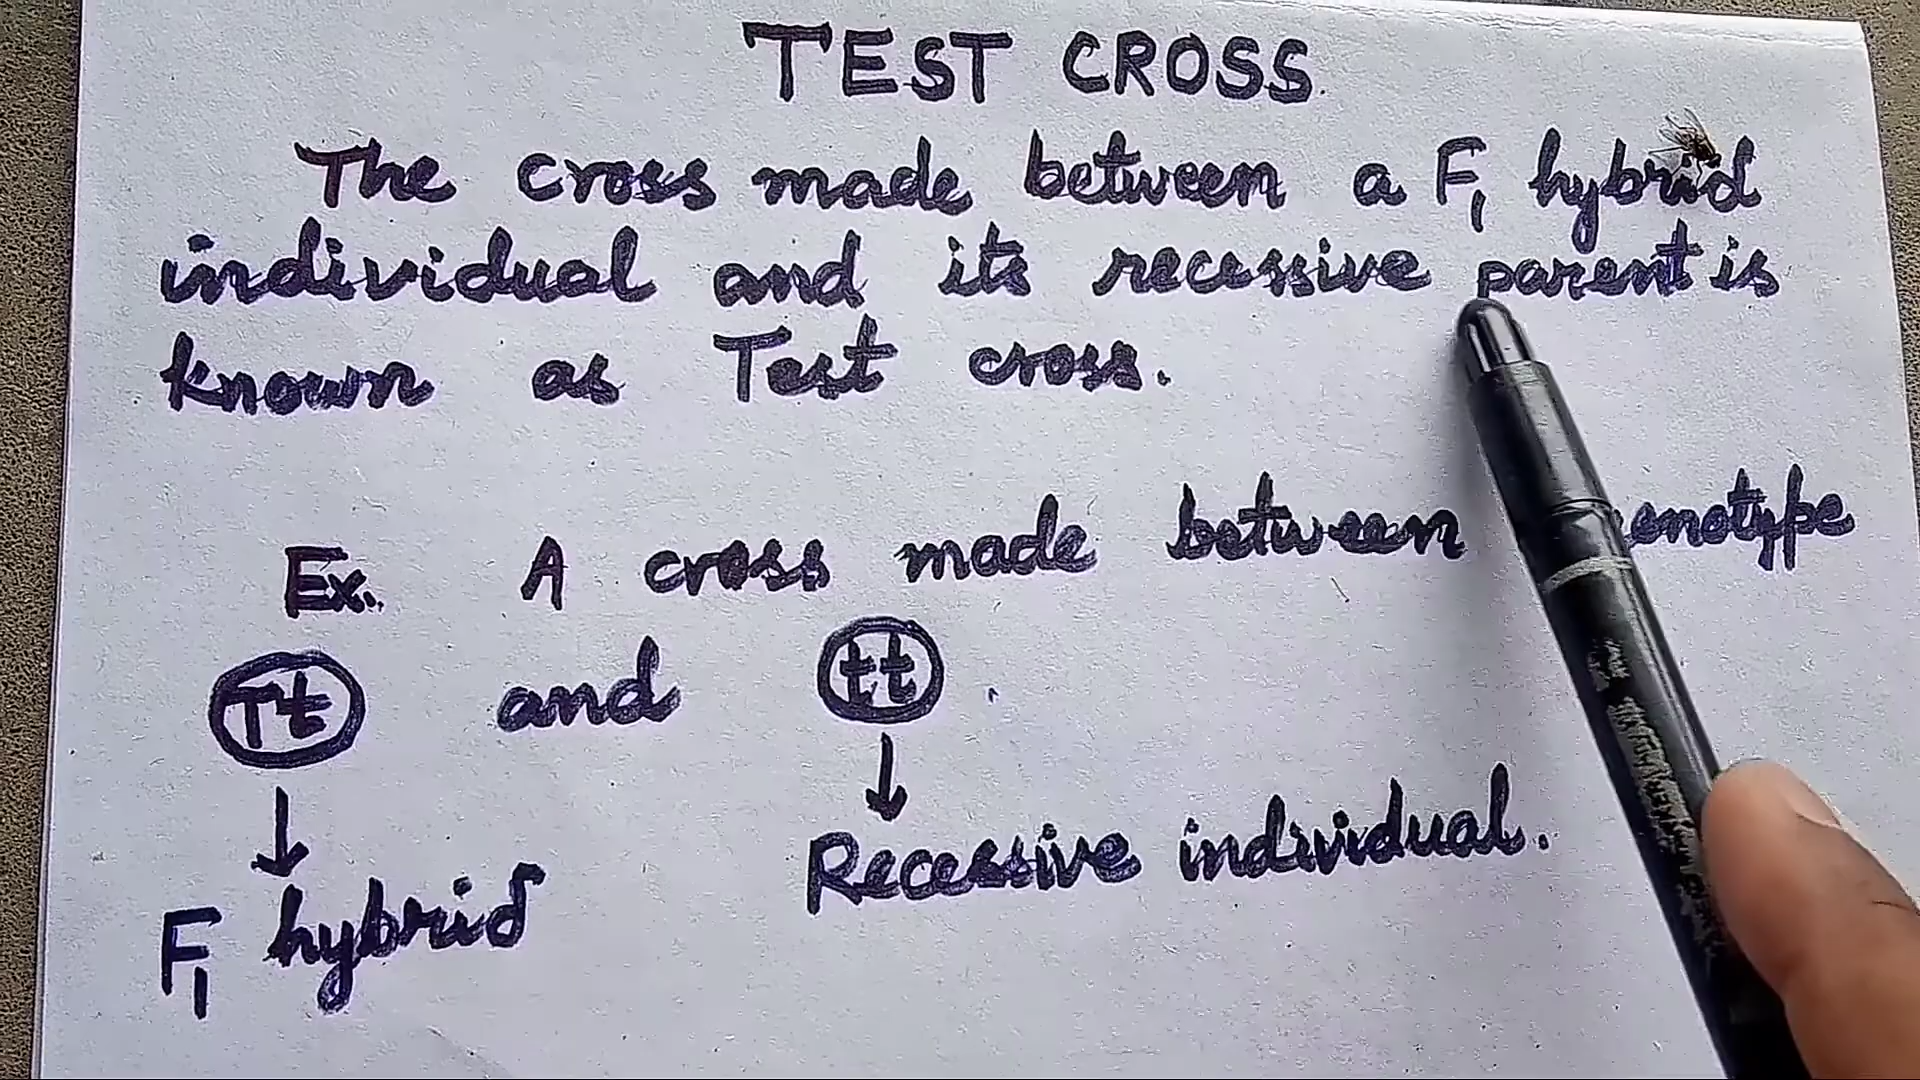 TEST CROSS.
The cross made between a F₁ hybrid
individual and its recessive parent is
known as Test cross.
Ex. A cross made between
Tt and tt.
Recessive individual.
F₁ hybrid